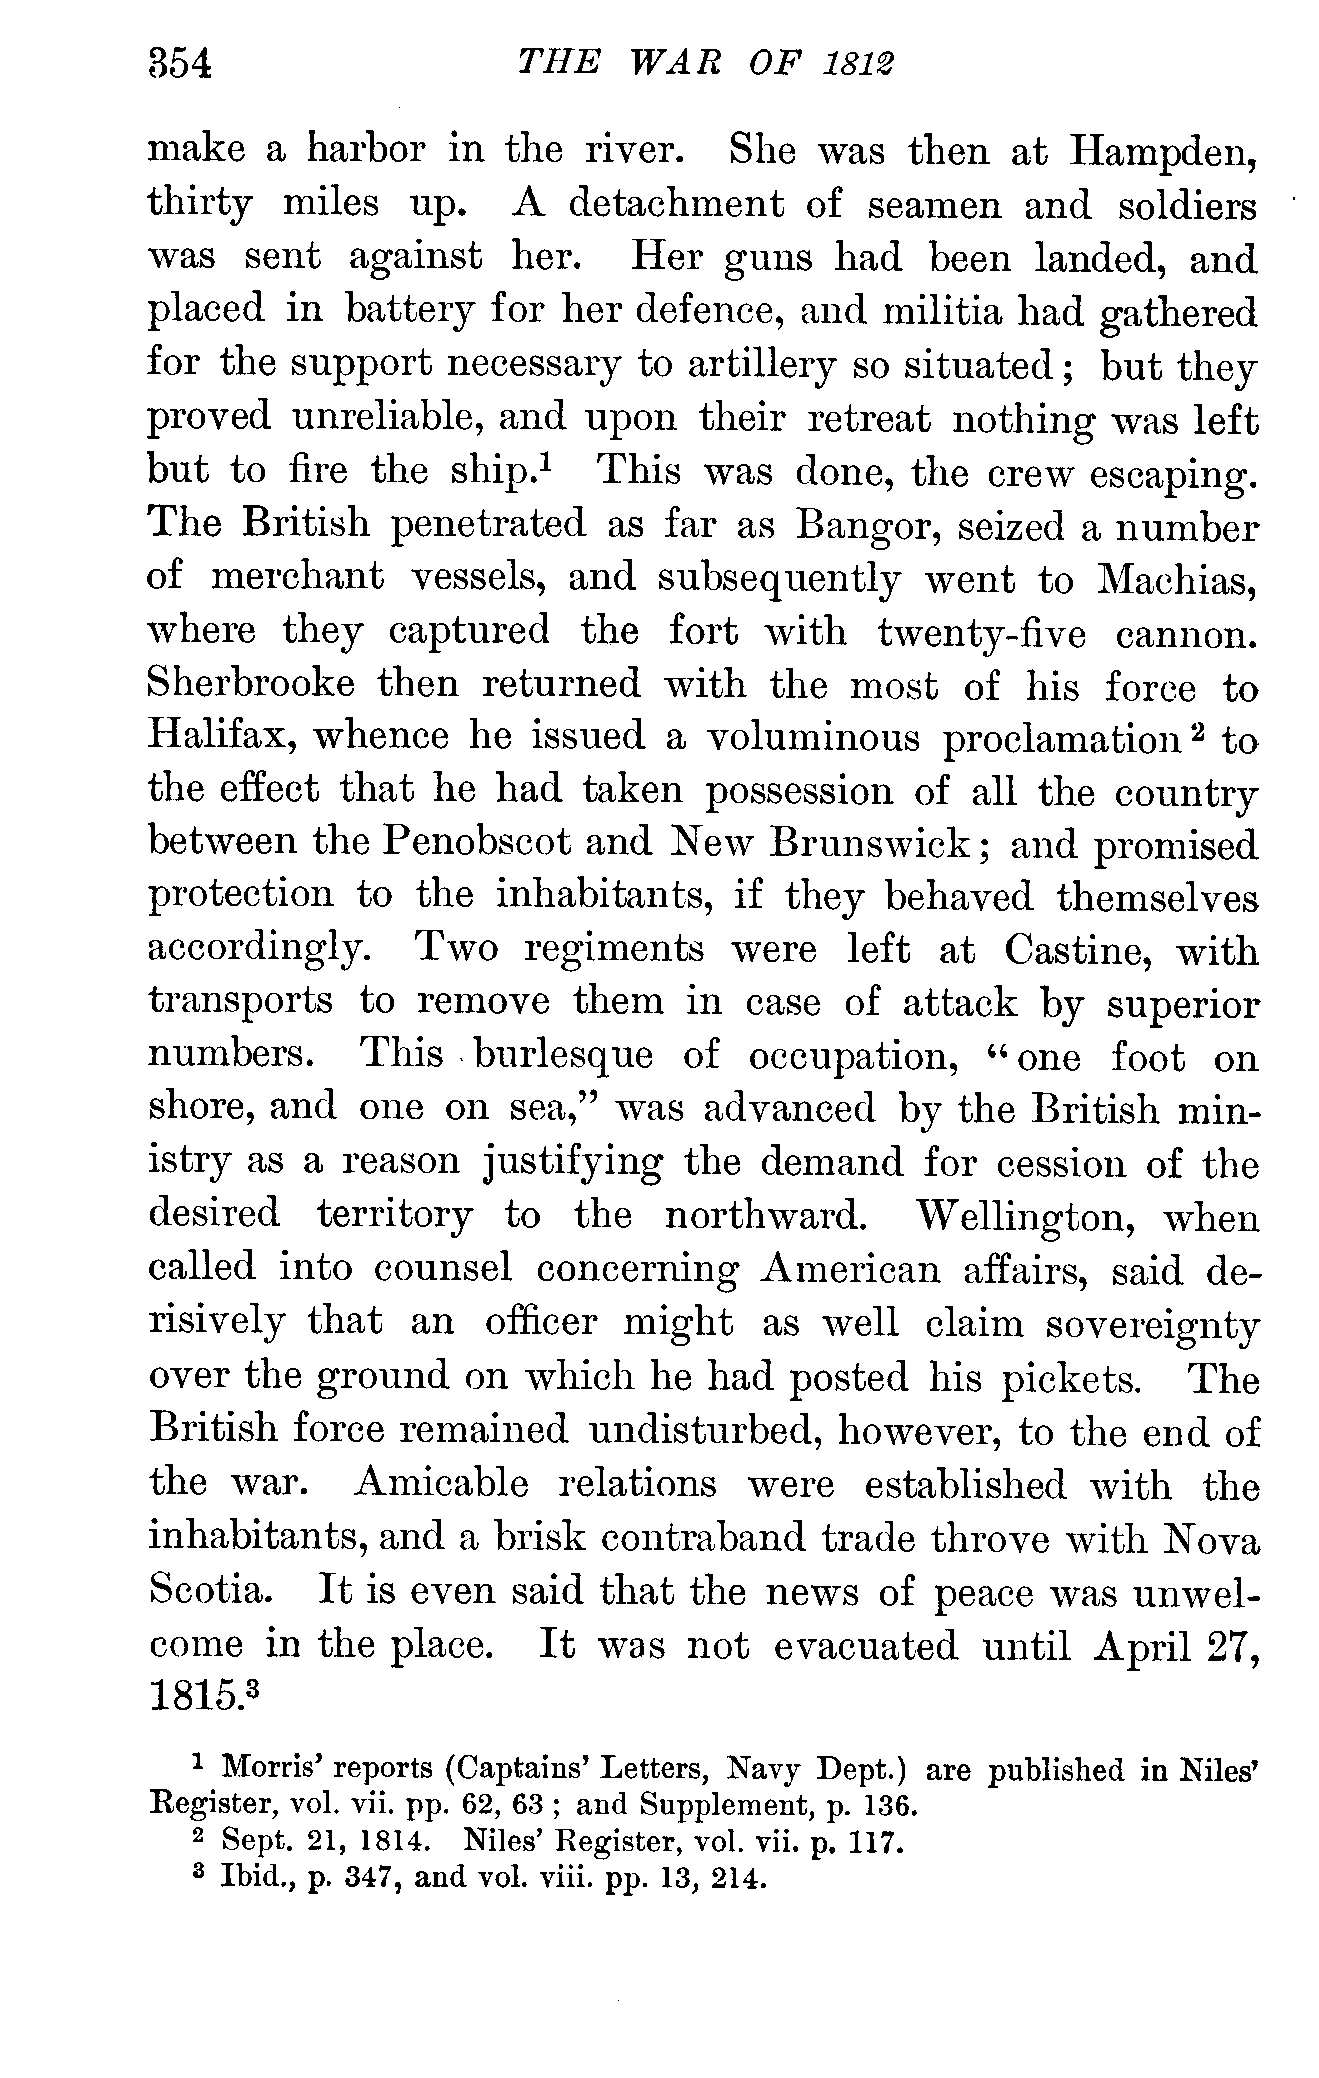 354 THE WAR OF 1812
make a harbor in the river. She was then at Hampden,
thirty miles up. A detachment of seamen and soldiers
was sent against her. Her guns had been landed, and
placed in battery for her defence, and militia had gathered
for the support necessary to artillery so situated; but they
proved unreliable, and upon their retreat nothing was left
but to fire the ship.¹ This was done, the crew escaping.
The British penetrated as far as Bangor, seized a number
of merchant vessels, and subsequently went to Machias,
where they captured the fort with twenty-five cannon.
Sherbrooke then returned with the most of his force to
Halifax, whence he issued a voluminous proclamation² to
the effect that he had taken possession of all the country
between the Penobscot and New Brunswick; and promised
protection to the inhabitants, if they behaved themselves
accordingly. Two regiments were left at Castine, with
transports to remove them in case of attack by superior
numbers. This burlesque of occupation, “one foot on
shore, and one on sea,” was advanced by the British min-
istry as a reason justifying the demand for cession of the
desired territory to the northward. Wellington, when
called into counsel concerning American affairs, said de-
risively that an officer might as well claim sovereignty
over the ground on which he had posted his pickets. The
British force remained undisturbed, however, to the end of
the war. Amicable relations were established with the
inhabitants, and a brisk contraband trade throve with Nova
Scotia. It is even said that the news of peace was unwel-
come in the place. It was not evacuated until April 27,
1815.³
¹ Morris’ reports (Captains’ Letters, Navy Dept.) are published in Niles’
Register, vol. vii. pp. 62, 63; and Supplement, p. 136.
² Sept. 21, 1814. Niles’ Register, vol. vii. p. 117.
³ Ibid., p. 347, and vol. viii. pp. 13, 214.